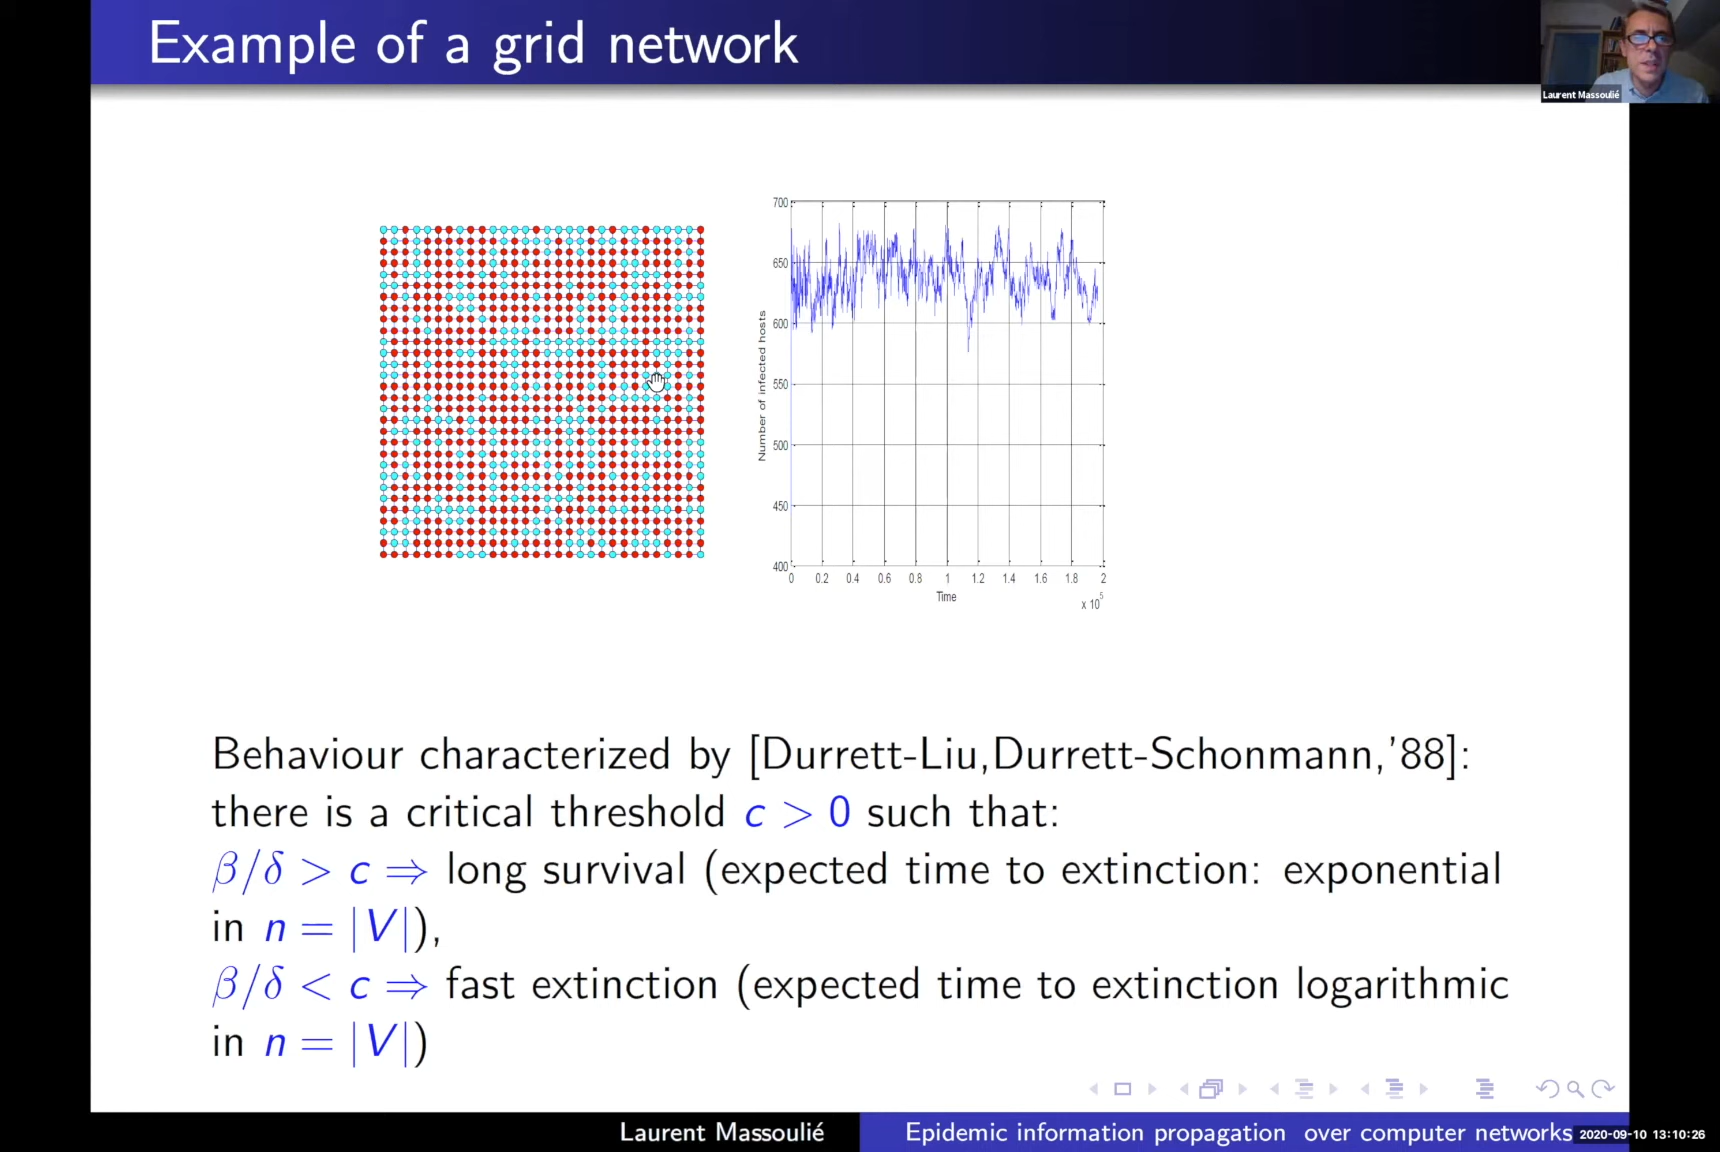 Example of a grid network
Laurent Massoulié
700
650
600
550
500
450
400
Number of infected hosts
0 0.2 0.4 0.6 0.8 1 1.2 1.4 1.6 1.8 2
Time
x 10⁵
Behaviour characterized by [Durrett-Liu,Durrett-Schonmann,'88]:
there is a critical threshold c > 0 such that:
β/δ > c ⇒ long survival (expected time to extinction: exponential
in n = |V|),
β/δ < c ⇒ fast extinction (expected time to extinction logarithmic
in n = |V|)
Laurent Massoulié
Epidemic information propagation over computer networks
2020-09-10 13:10:26